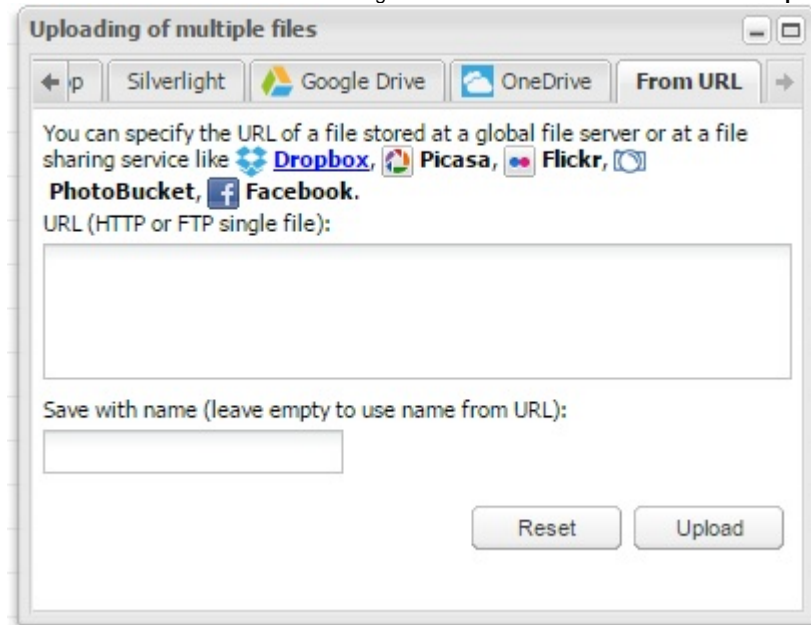 Uploading of multiple files
p Silverlight Google Drive OneDrive From URL
You can specify the URL of a file stored at a global file server or at a file
sharing service like Dropbox, Picasa, Flickr,
PhotoBucket, Facebook.
URL (HTTP or FTP single file):
Save with name (leave empty to use name from URL):
Reset Upload